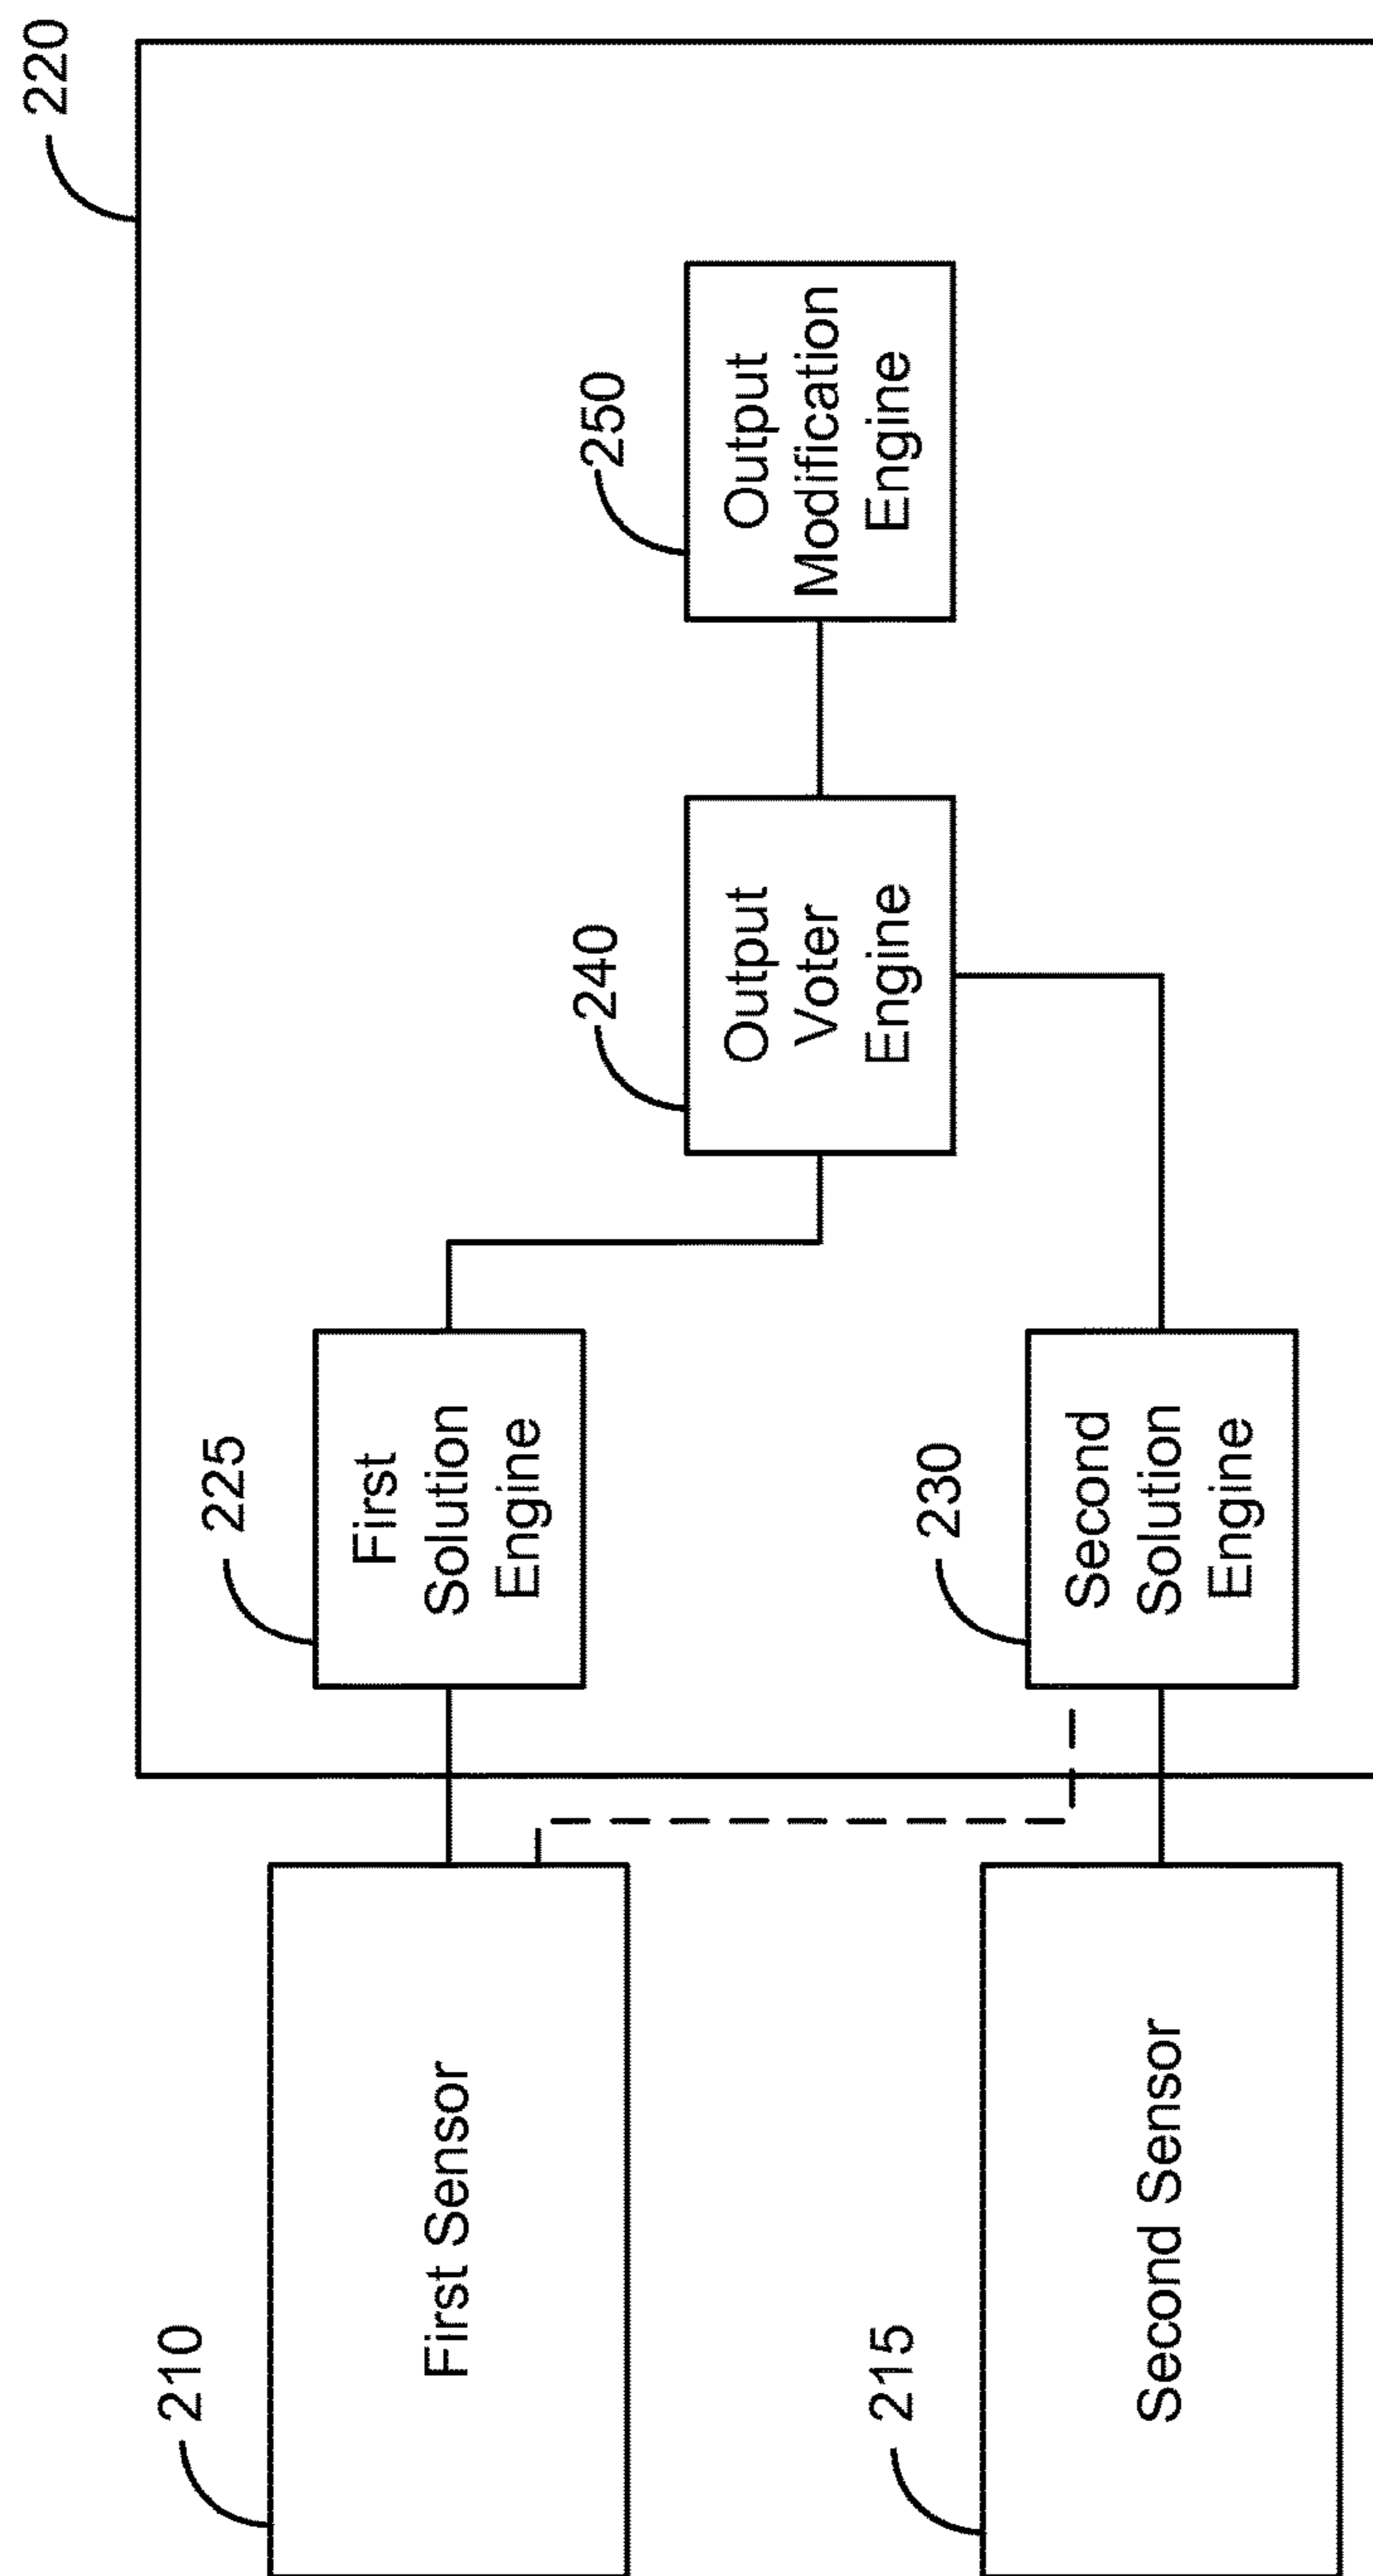 220
210
First Sensor
225
First
Solution
Engine
240
Output
Voter
Engine
250
Output
Modification
Engine
215
Second Sensor
230
Second
Solution
Engine